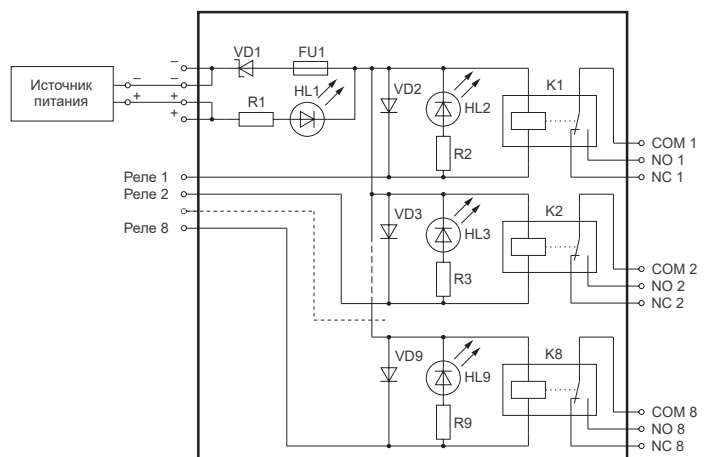 Источник
питания
–
–
+
+
–
+
VD1
FU1
R1
HL1
VD2
HL2
R2
K1
COM 1
NO 1
NC 1
Реле 1
Реле 2
Реле 8
VD3
HL3
R3
K2
COM 2
NO 2
NC 2
VD9
HL9
R9
K8
COM 8
NO 8
NC 8